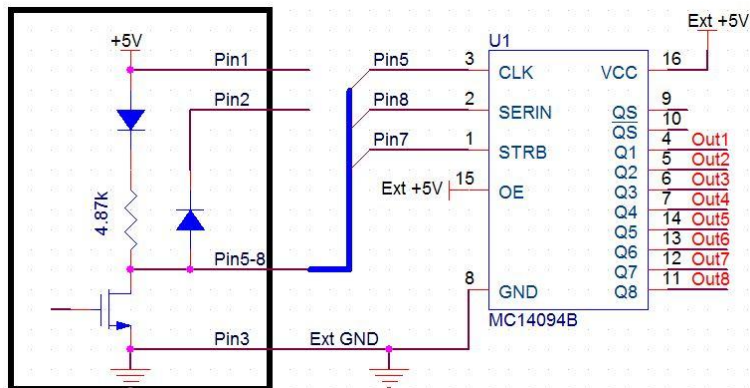 +5V
Pin1
Pin2
4.87k
Pin5-8
Pin3
Ext GND
Pin5
Pin8
Pin7
Ext +5V
U1
3 CLK
2 SERIN
1 STRB
15 OE
8 GND
VCC 16
QS 9
QS 10
Q1 4 Out1
Q2 5 Out2
Q3 6 Out3
Q4 7 Out4
Q5 14 Out5
Q6 13 Out6
Q7 12 Out7
Q8 11 Out8
MC14094B
Ext +5V